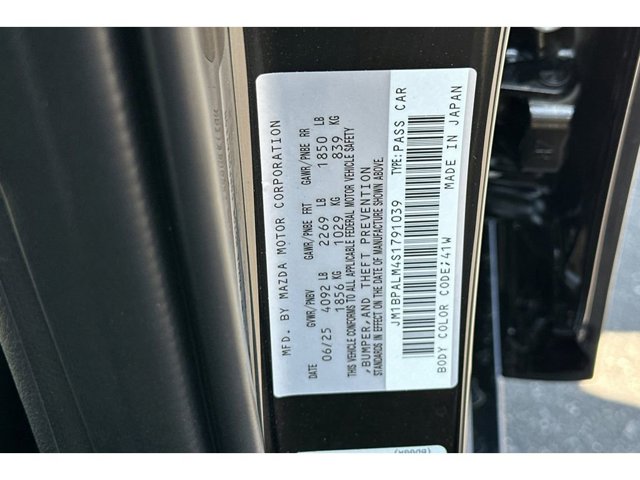 MFD. BY MAZDA MOTOR CORPORATION
DATE GVWR/PNBV GAWR/PNBE FRT GAWR/PNBE RR
06/25 4092 LB 2269 LB 1850 LB
1856 KG 1029 KG 839 KG
THIS VEHICLE CONFORMS TO ALL APPLICABLE FEDERAL MOTOR VEHICLE SAFETY
,BUMPER,AND THEFT PREVENTION
STANDARDS IN EFFECT ON THE DATE OF MANUFACTURE SHOWN ABOVE.
JM1BPALM4S1791039 TYPE:PASS CAR
BODY COLOR CODE;41W MADE IN JAPAN